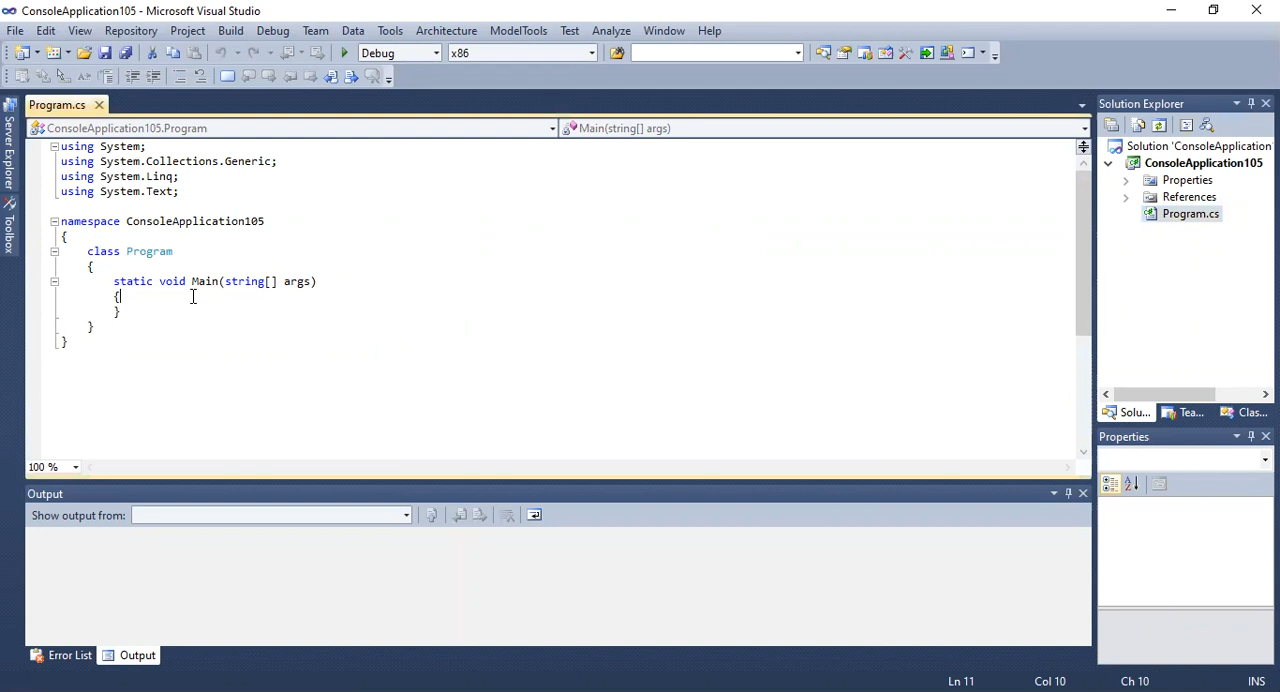 ConsoleApplication105 - Microsoft Visual Studio
File Edit View Repository Project Build Debug Team Data Tools Architecture ModelTools Test Analyze Window Help
Debug x86
Program.cs
ConsoleApplication105.Program Main(string[] args)
using System;
using System.Collections.Generic;
using System.Linq;
using System.Text;
namespace ConsoleApplication105
{
class Program
{
static void Main(string[] args)
{
}
}
}
100 %
Server Explorer
Toolbox
Solution Explorer
Solution 'ConsoleApplication
ConsoleApplication105
Properties
References
Program.cs
Solu... Tea... Clas...
Properties
Output
Show output from:
Error List Output
Ln 11 Col 10 Ch 10 INS